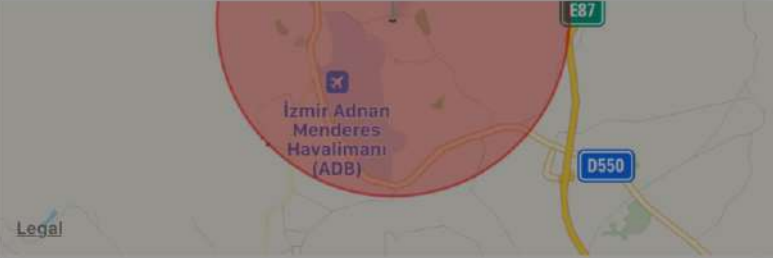 E87
İzmir Adnan
Menderes
Havalimanı
(ADB)
D550
Legal